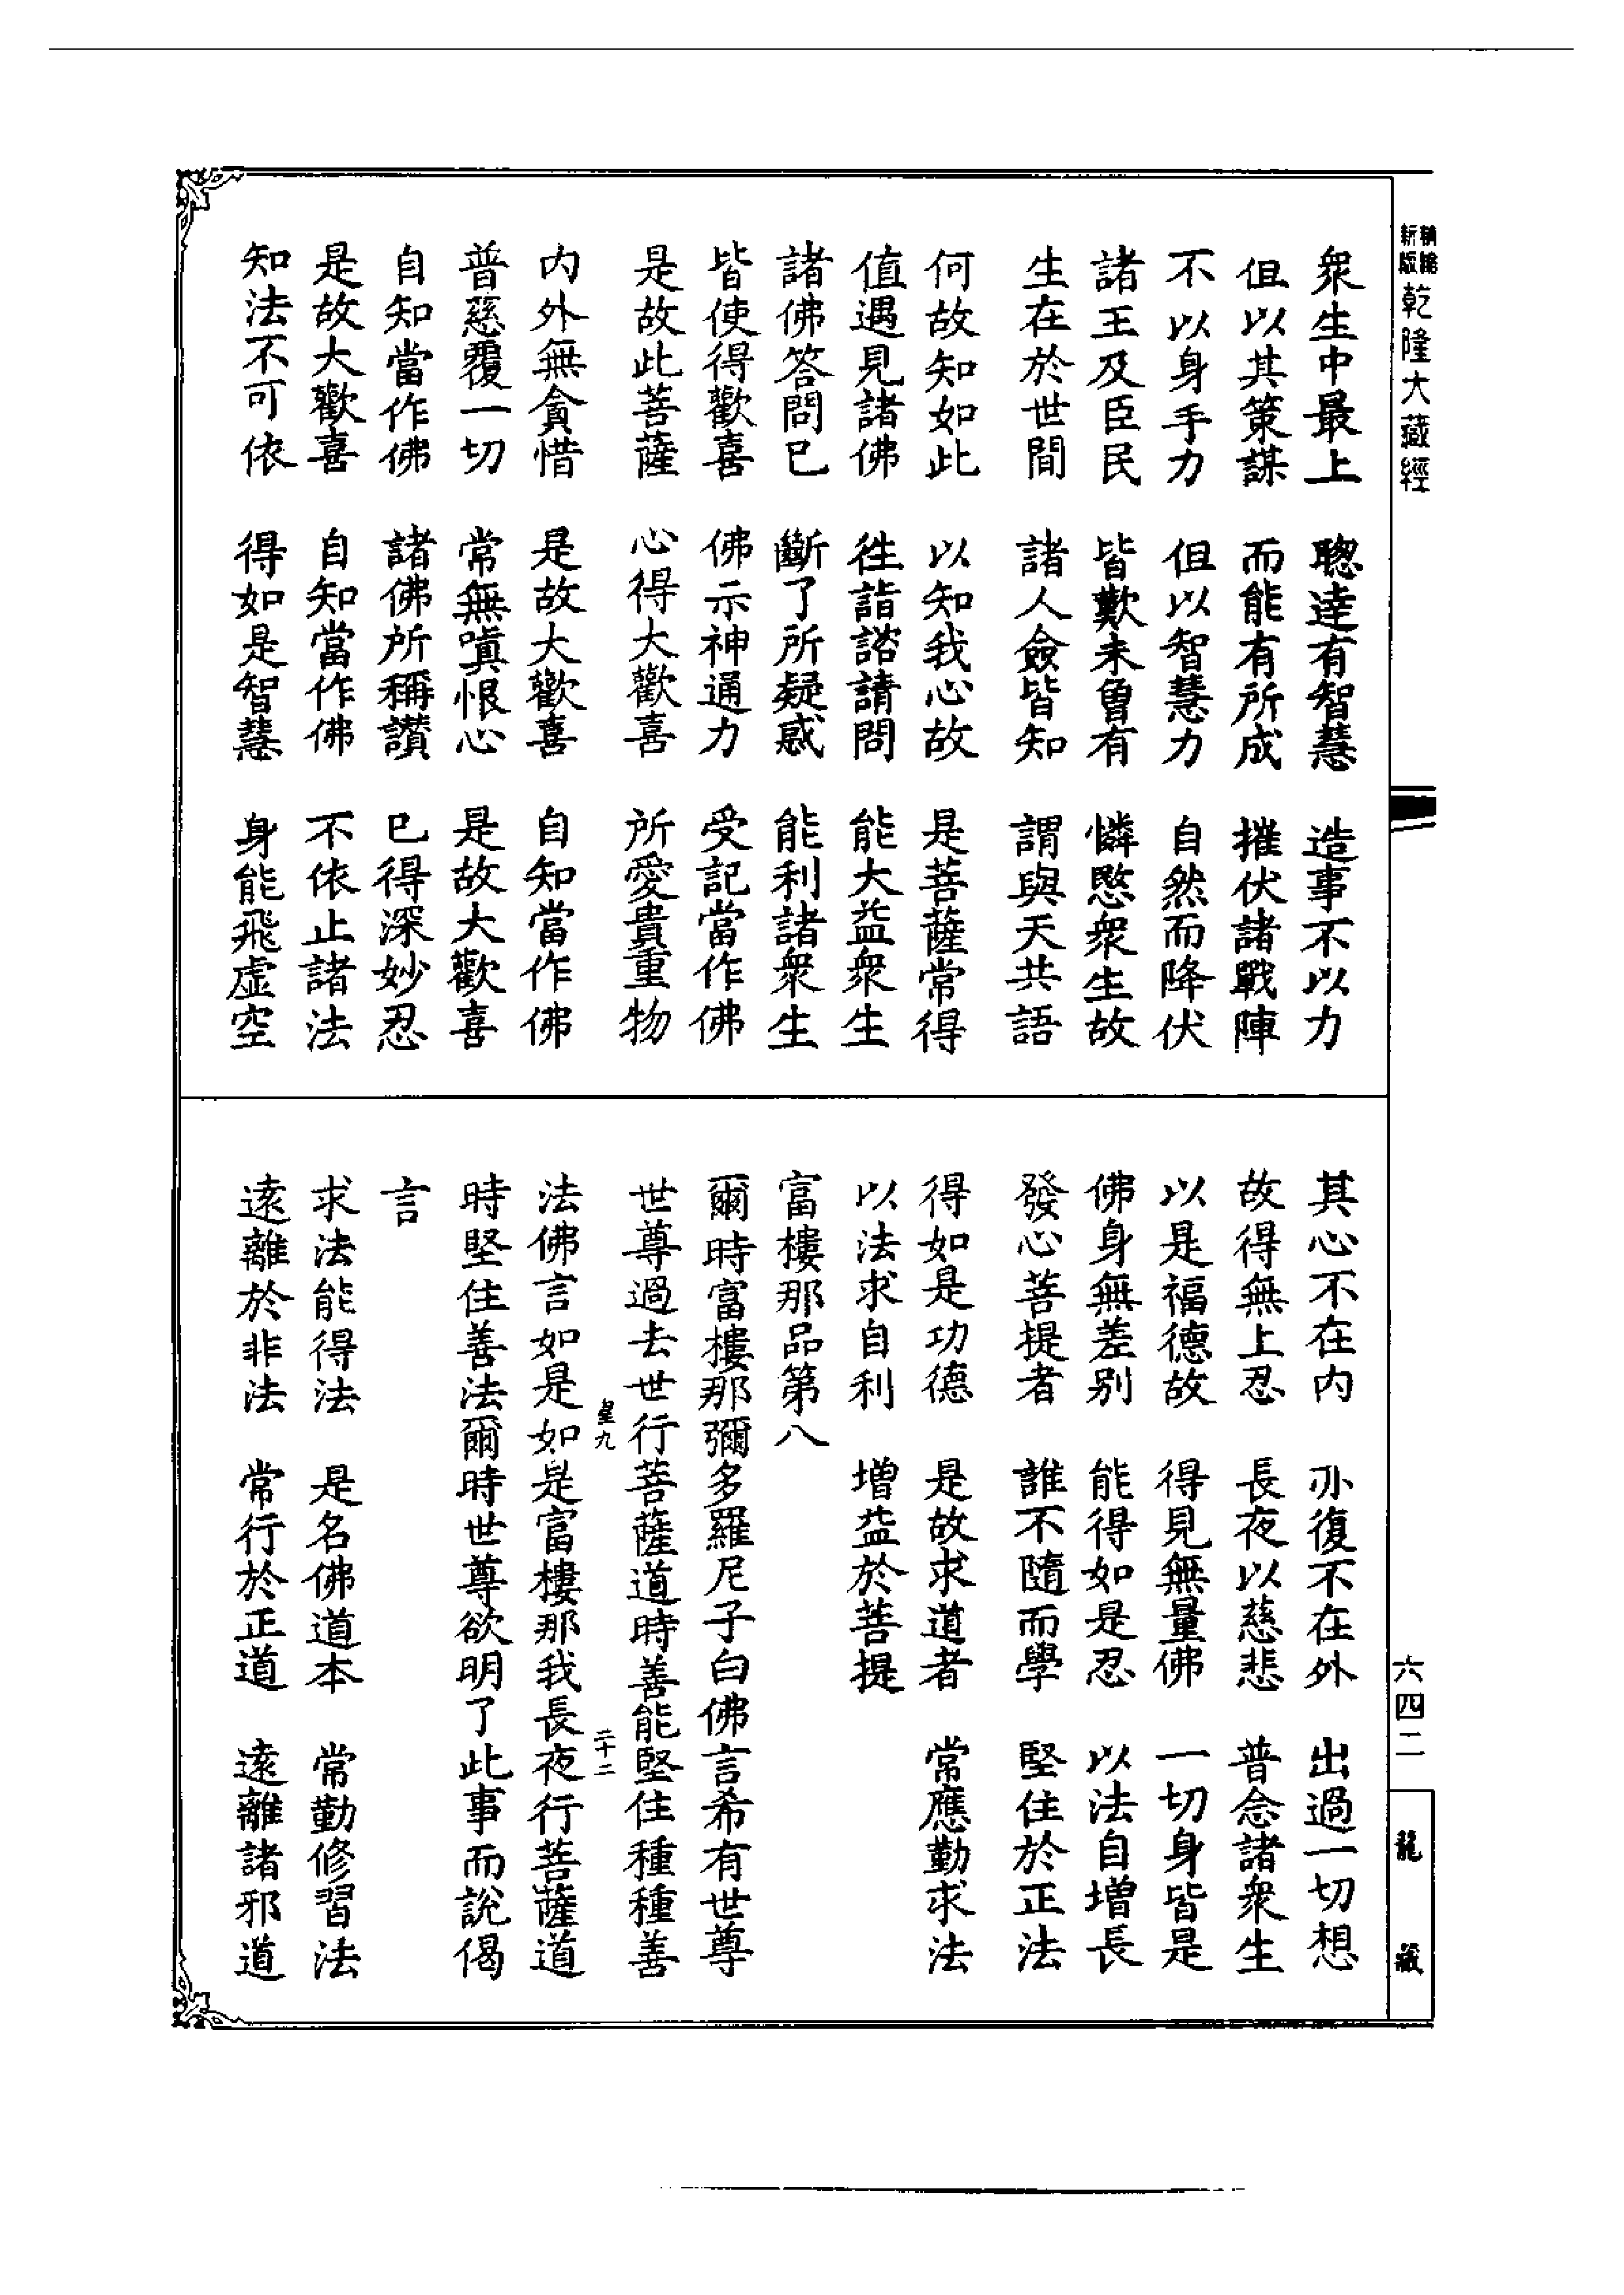 新版精縮乾隆大藏經
衆生中最上　聰達有智慧　造事不以力
但以其策謀　而能有所成　摧伏諸戰陣
不以身手力　但以智慧力　自然而降伏
諸王及臣民　皆歎未曾有　憐愍衆生故
生在於世間　諸人僉皆知　謂與天共語
何故知如此　以知我心故　是菩薩常得
值遇見諸佛　徃詣諮請問　能大益衆生
諸佛答問已　斷了所疑惑　能利諸衆生
皆使得歡喜　佛示神通力　受記當作佛
是故此菩薩　心得大歡喜　所愛貴重物
内外無貪惜　是故大歡喜　自知當作佛
普慈覆一切　常無嗔恨心　是故大歡喜
自知當作佛　諸佛所稱讃　已得深妙忍
是故大歡喜　自知當作佛　不依止諸法
知法不可依　得如是智慧　身能飛虛空
其心不在内　亦復不在外　出過一切想
故得無上忍　長夜以慈悲　普念諸衆生
以是福德故　得見無量佛　一切身皆是
佛身無差别　能得如是忍　以法自增長
發心菩提者　誰不隨而學　堅住於正法
得如是功德　是故求道者　常應勤求法
以法求自利　增益於菩提
富樓那品第八
爾時富樓那彌多羅尼子白佛言希有世尊
世尊過去世行菩薩道時善能堅住種種善
皇九　二十二
法佛言如是如是富樓那我長夜行菩薩道
時堅住善法爾時世尊欲明了此事而說偈
言
求法能得法　是名佛道本　常勤修習法
遠離於非法　常行於正道　遠離諸邪道
六四二
龍藏